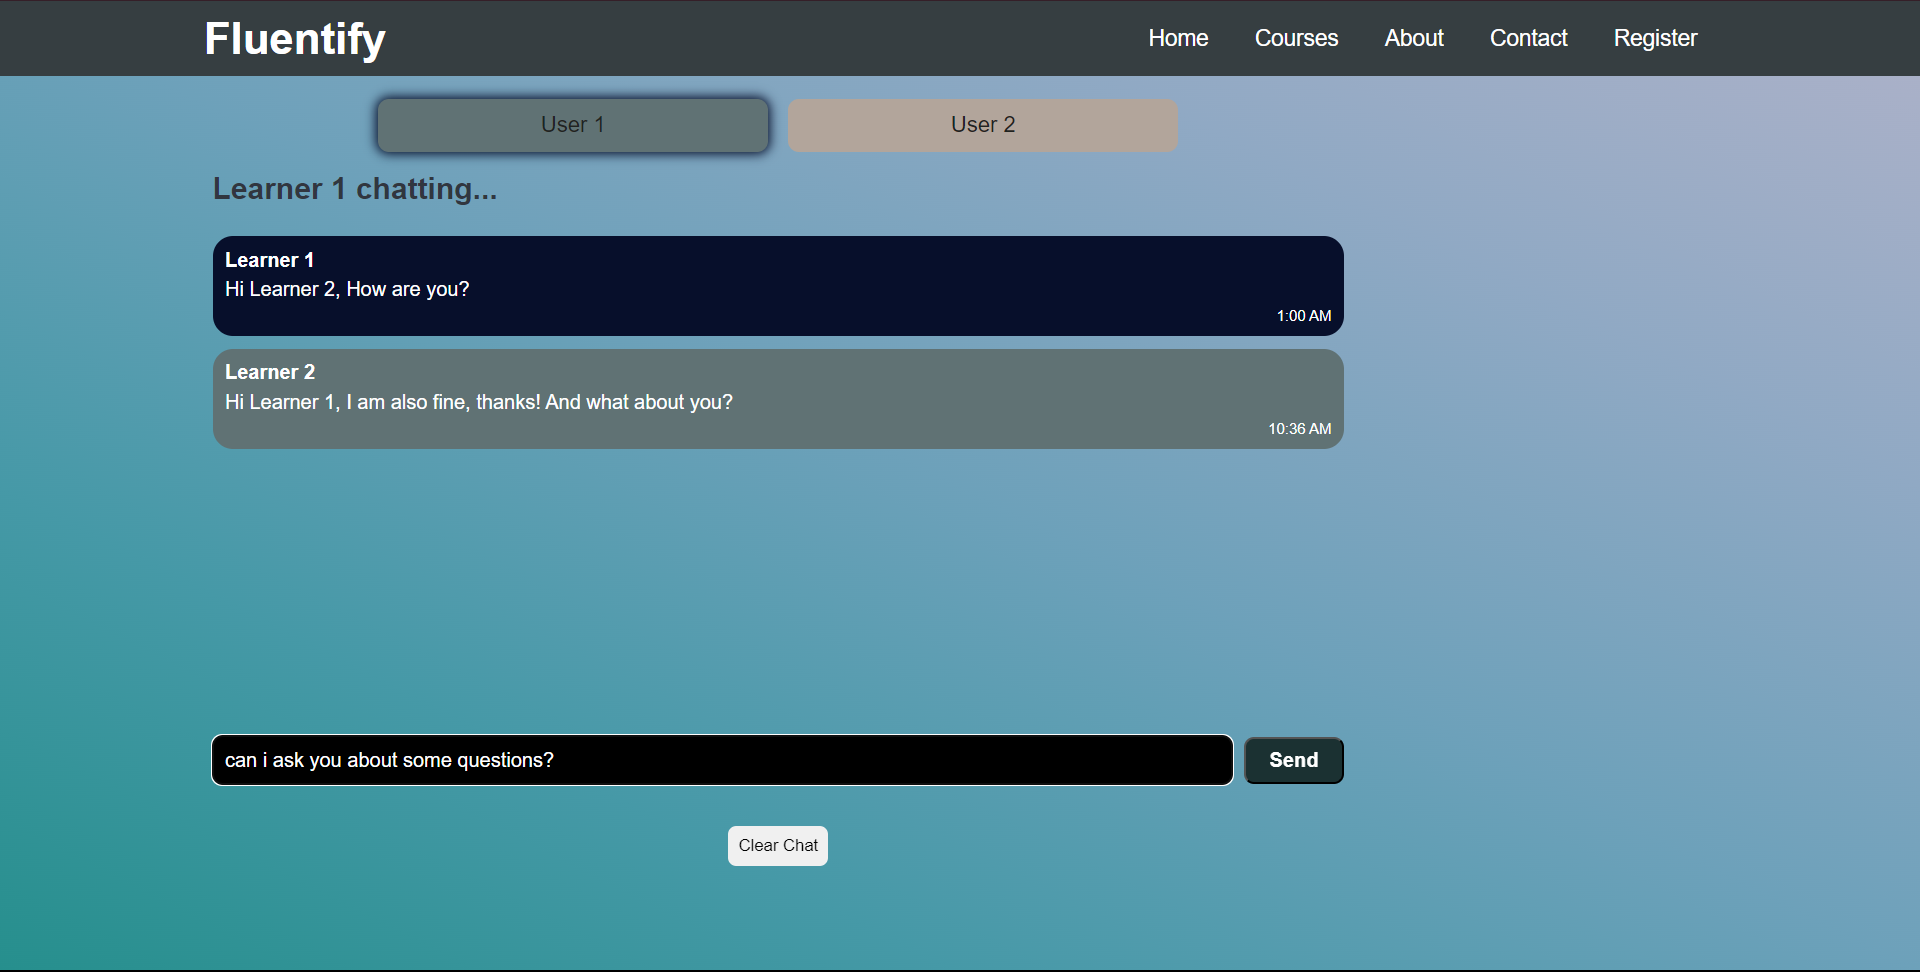 Fluentify
Home Courses About Contact Register
User 1 User 2
Learner 1 chatting...
Learner 1
Hi Learner 2, How are you?
1:00 AM
Learner 2
Hi Learner 1, I am also fine, thanks! And what about you?
10:36 AM
can i ask you about some questions?
Send
Clear Chat